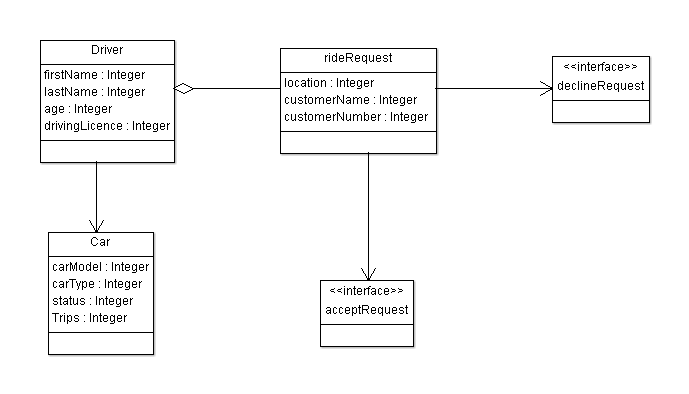 Driver
firstName : Integer
lastName : Integer
age : Integer
drivingLicence : Integer
rideRequest
location : Integer
customerName : Integer
customerNumber : Integer
<<interface>>
declineRequest
Car
carModel : Integer
carType : Integer
status : Integer
Trips : Integer
<<interface>>
acceptRequest